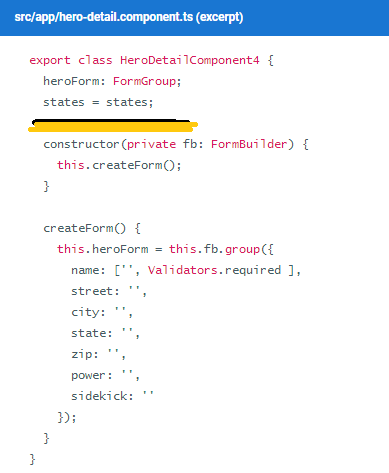 src/app/hero-detail.component.ts (excerpt)
export class HeroDetailComponent4 {
heroForm: FormGroup;
states = states;
constructor(private fb: FormBuilder) {
this.createForm();
}
createForm() {
this.heroForm = this.fb.group({
name: ['', Validators.required ],
street: '',
city: '',
state: '',
zip: '',
power: '',
sidekick: ''
});
}
}